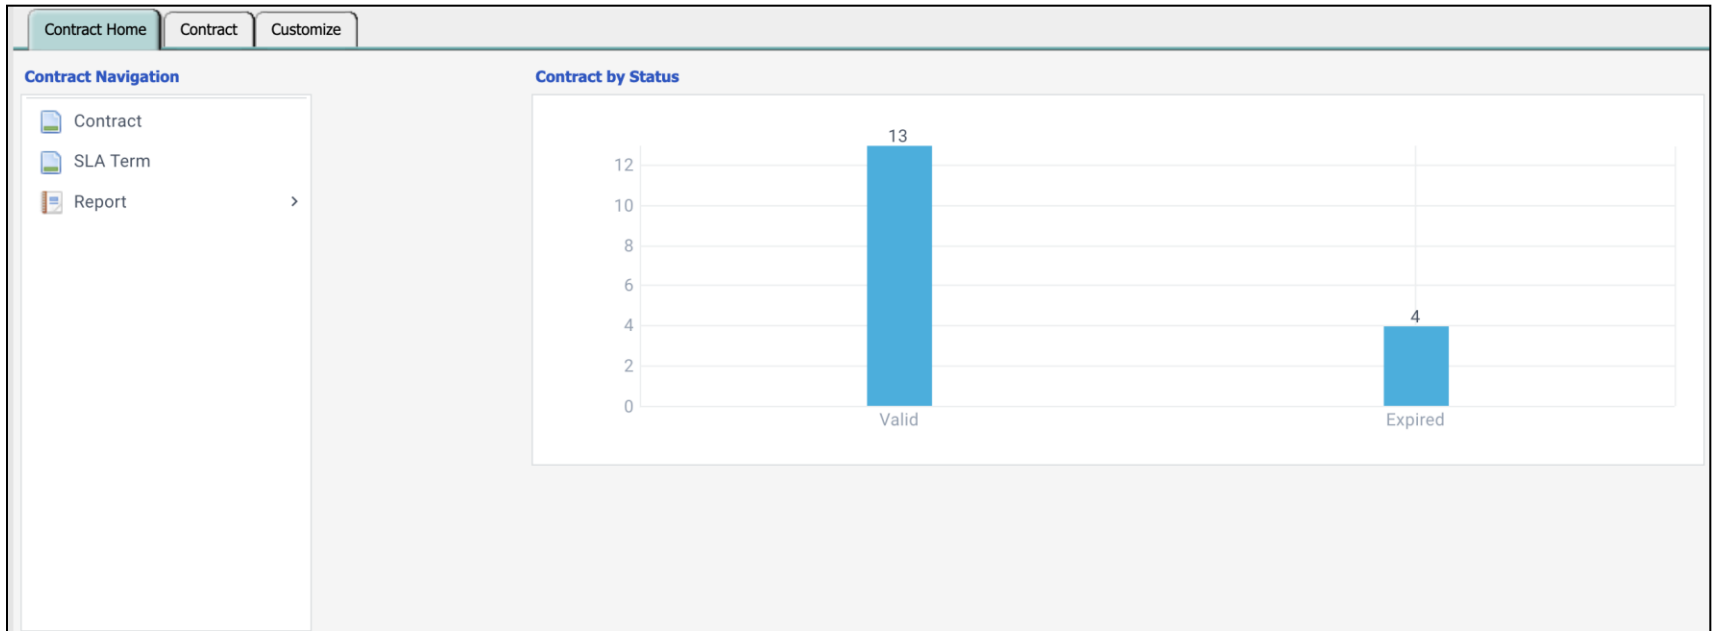 Contract Home
Contract
Customize
Contract Navigation
Contract
SLA Term
Report
Contract by Status
13
12
10
8
6
4
4
2
0
Valid
Expired